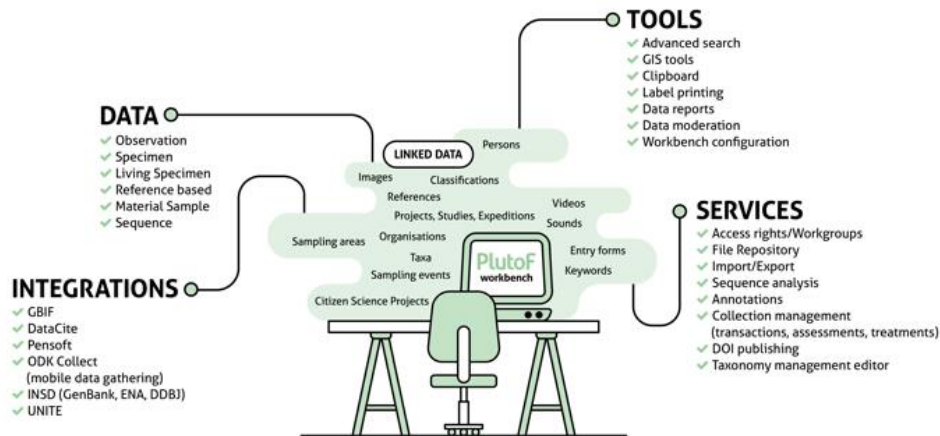 TOOLS
Advanced search
GIS tools
Clipboard
Label printing
Data reports
Data moderation
Workbench configuration
DATA
Observation
Specimen
Living Specimen
Reference based
Material Sample
Sequence
LINKED DATA
Persons
Images
Classifications
References
Videos
Projects, Studies, Expeditions
Sounds
Sampling areas
Organisations
Entry forms
Taxa
Keywords
Sampling events
Citizen Science Projects
PlutoF
workbench
SERVICES
Access rights/Workgroups
File Repository
Import/Export
Sequence analysis
Annotations
Collection management
(transactions, assessments, treatments)
DOI publishing
Taxonomy management editor
INTEGRATIONS
GBIF
DataCite
Pensoft
ODK Collect
(mobile data gathering)
INSD (GenBank, ENA, DDBJ)
UNITE